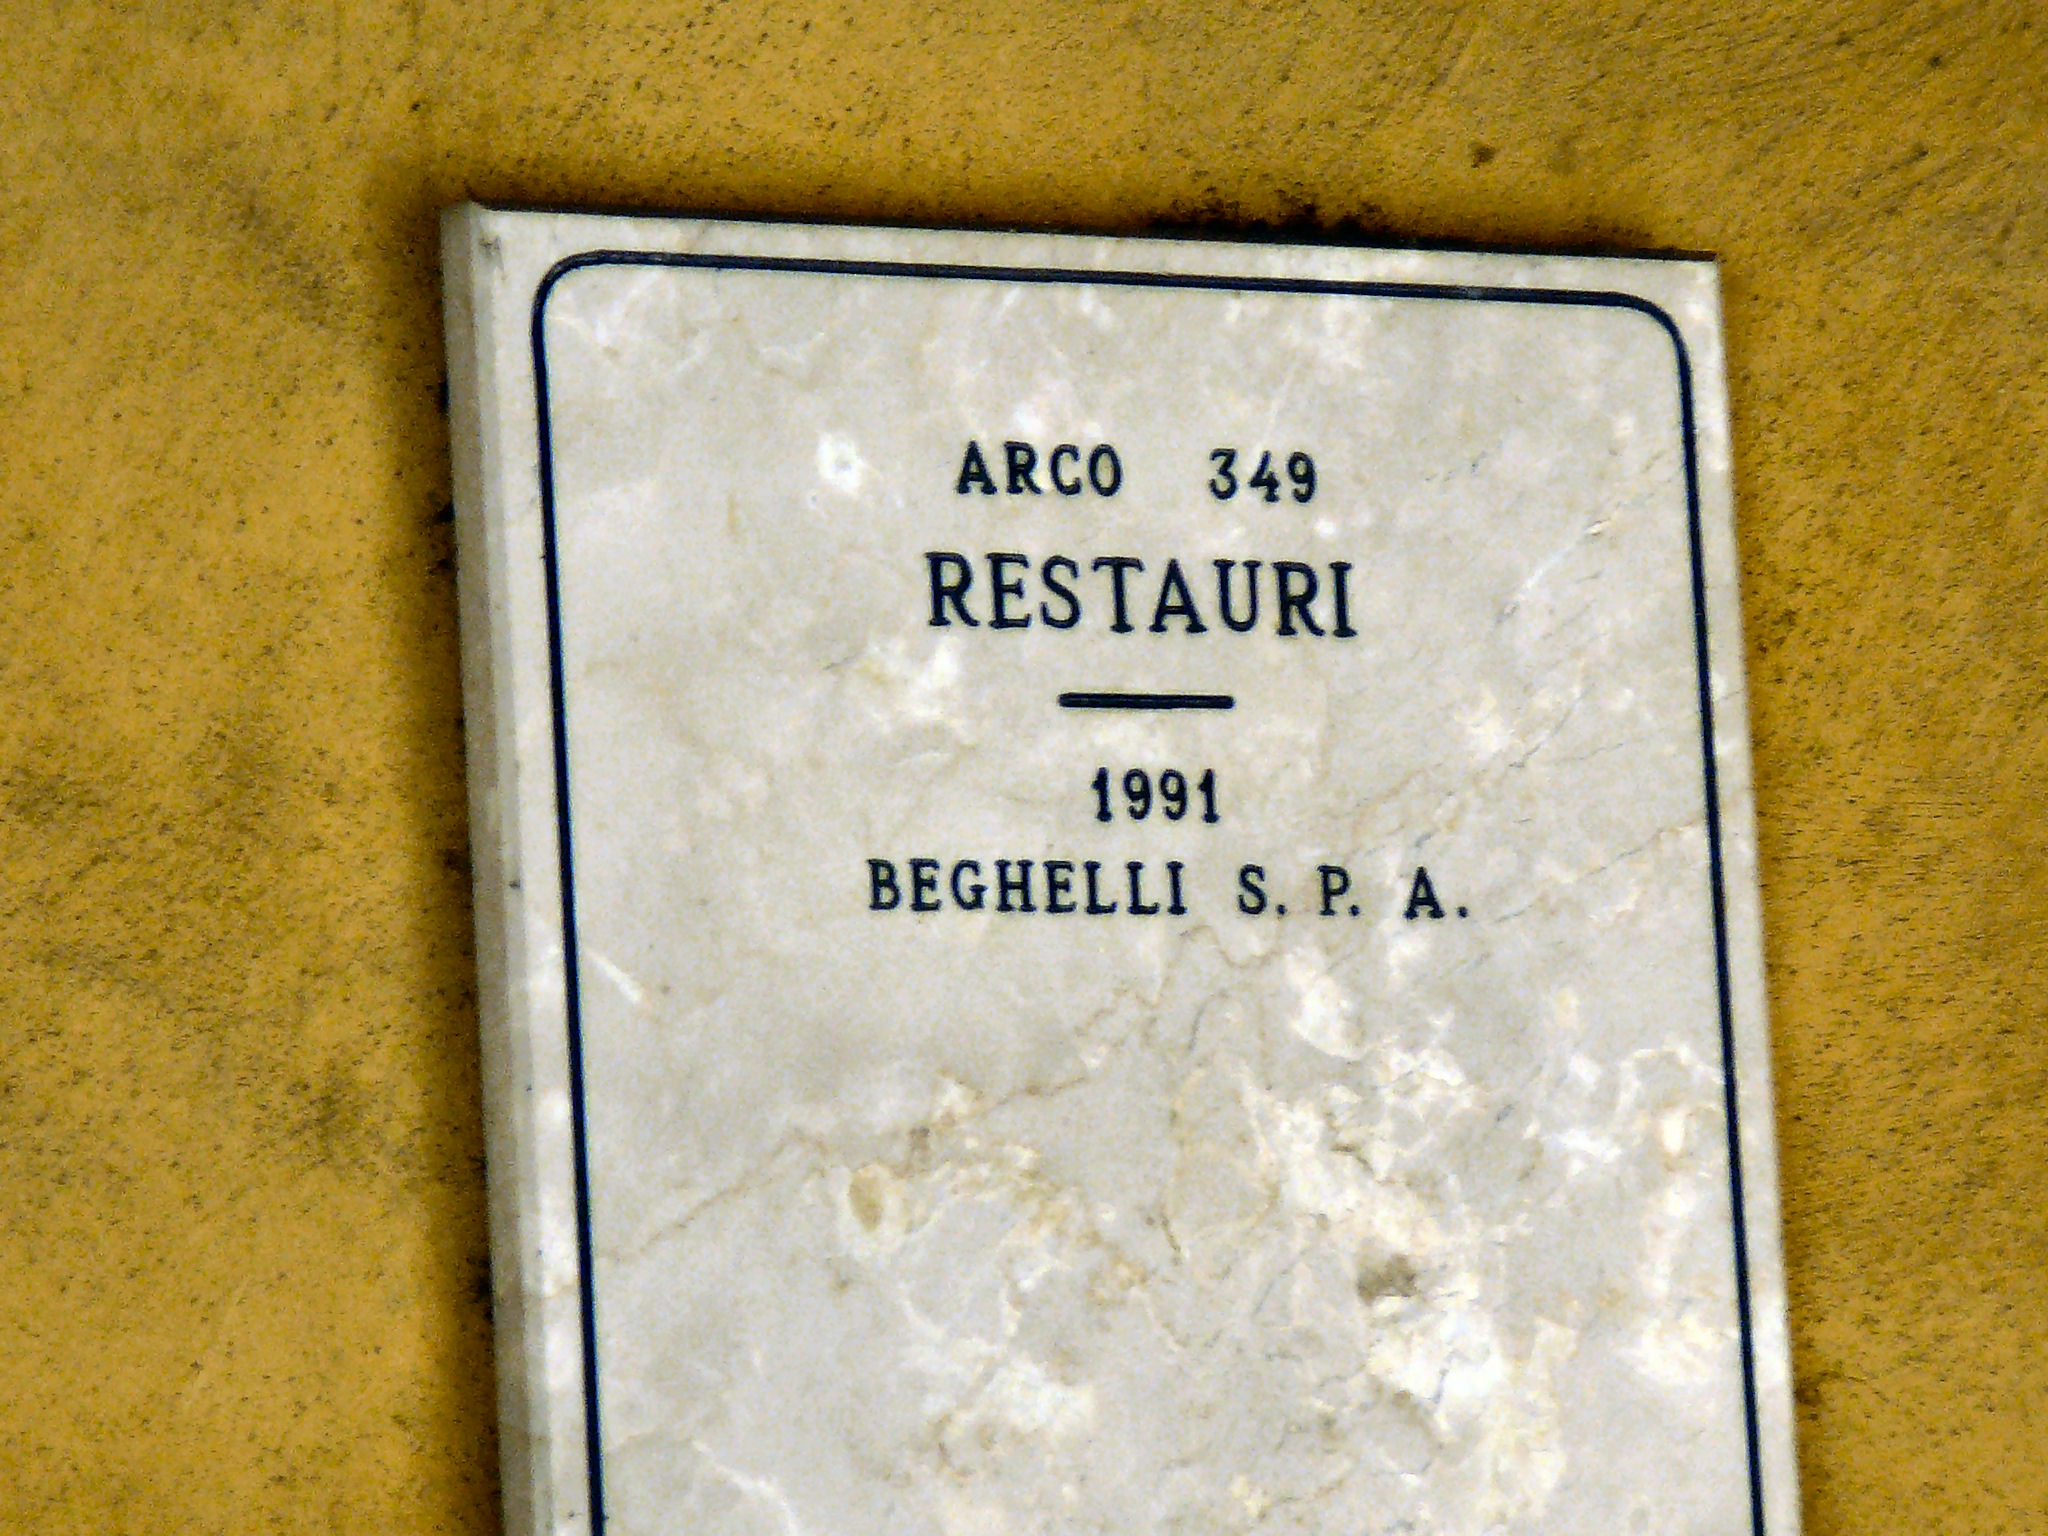 ARCO 349
RESTAURI
1991
BEGHELLI S. P. A.